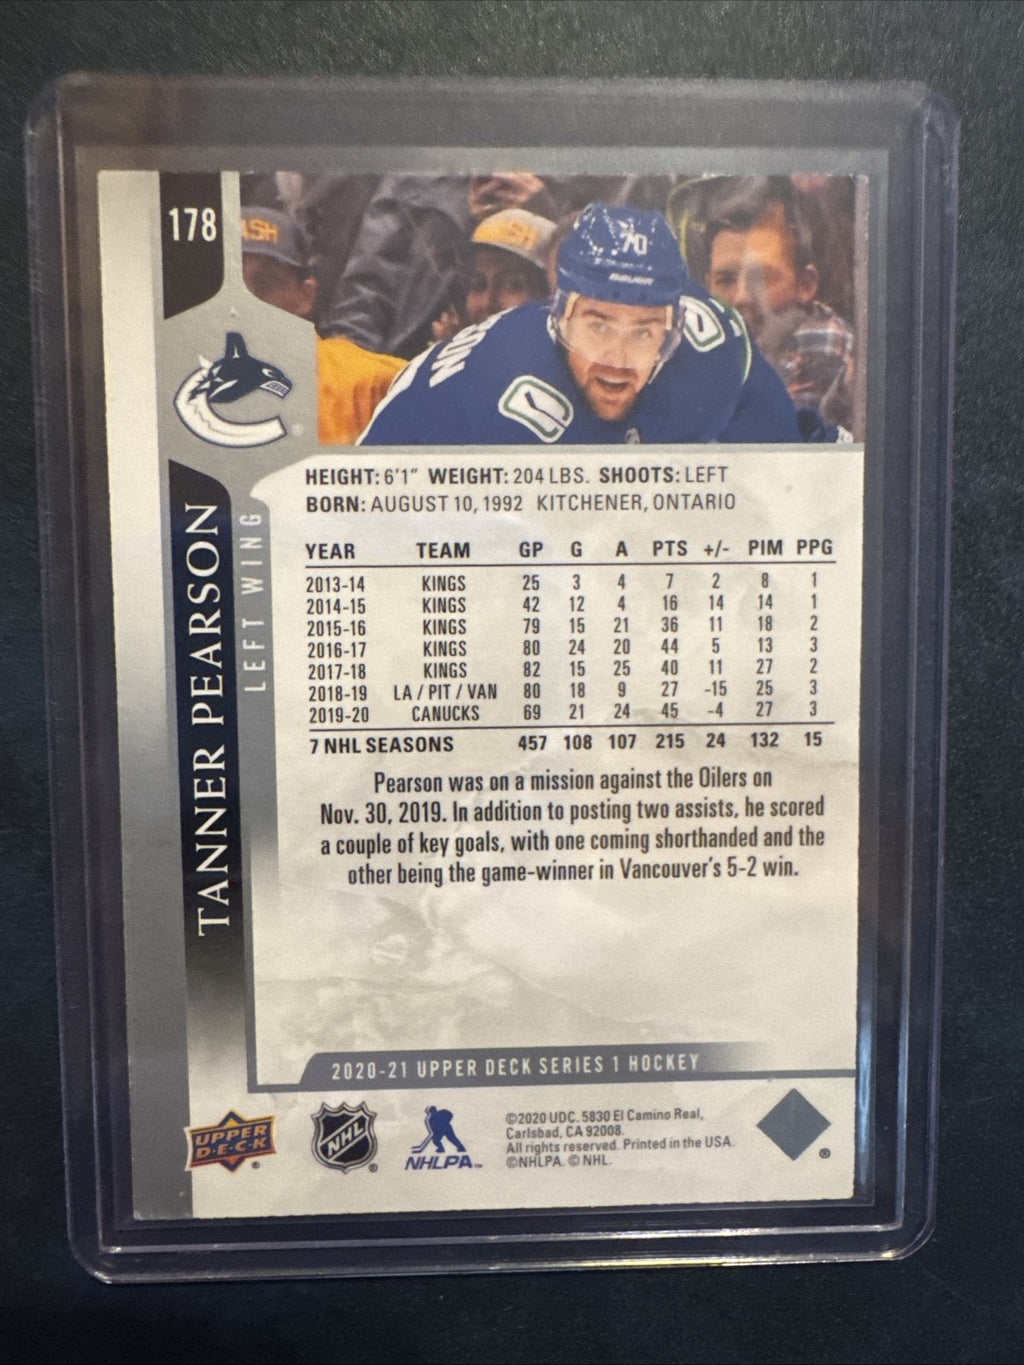 178
ASH
ASH
70
BAUER
SON
HEIGHT: 6'1" WEIGHT: 204 LBS. SHOOTS: LEFT
BORN: AUGUST 10, 1992 KITCHENER, ONTARIO
TANNER PEARSON
LEFT WING
YEAR TEAM GP G A PTS +/- PIM PPG
2013-14 KINGS 25 3 4 7 2 8 1
2014-15 KINGS 42 12 4 16 14 14 1
2015-16 KINGS 79 15 21 36 11 18 2
2016-17 KINGS 80 24 20 44 5 13 3
2017-18 KINGS 82 15 25 40 11 27 2
2018-19 LA / PIT / VAN 80 18 9 27 -15 25 3
2019-20 CANUCKS 69 21 24 45 -4 27 3
7 NHL SEASONS 457 108 107 215 24 132 15
Pearson was on a mission against the Oilers on
Nov. 30, 2019. In addition to posting two assists, he scored
a couple of key goals, with one coming shorthanded and the
other being the game-winner in Vancouver's 5-2 win.
2020-21 UPPER DECK SERIES 1 HOCKEY
UPPER
D·E·C·K
®
NHL
®
NHLPA™
©2020 UDC. 5830 El Camino Real,
Carlsbad, CA 92008.
All rights reserved. Printed in the USA.
©NHLPA. © NHL.
®